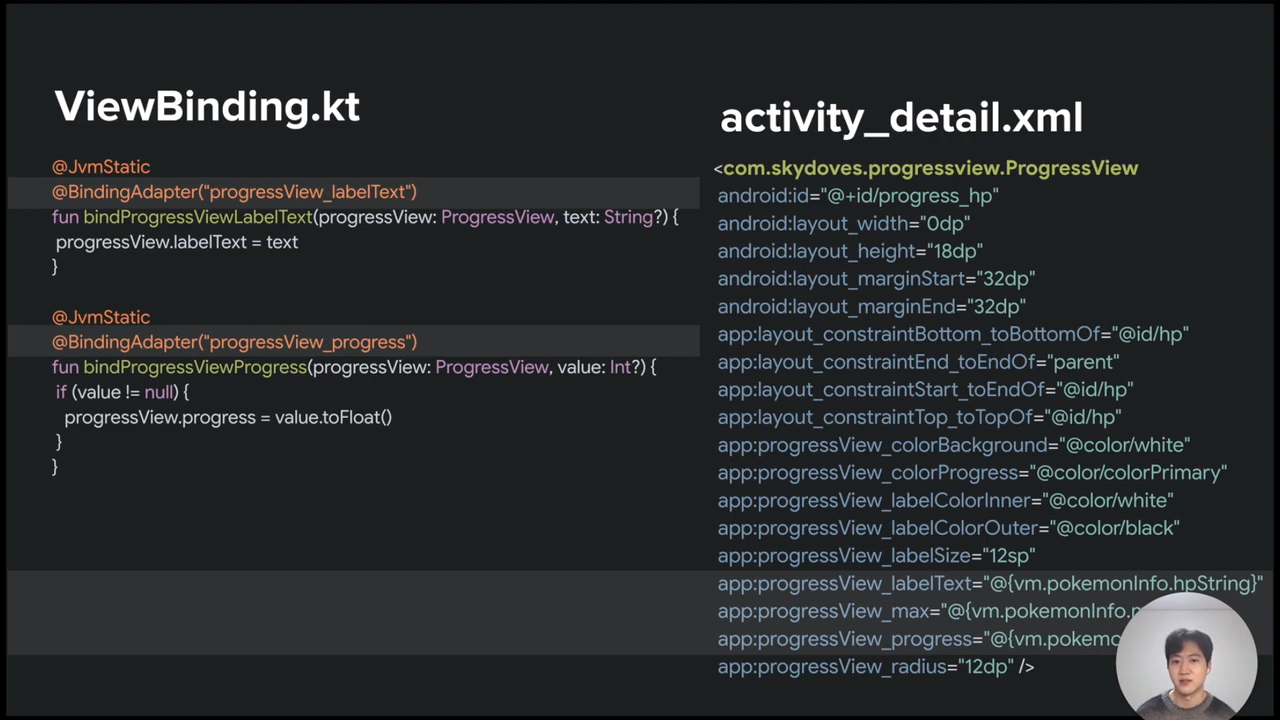 ViewBinding.kt
@JvmStatic
@BindingAdapter("progressView_labelText")
fun bindProgressViewLabelText(progressView: ProgressView, text: String?) {
progressView.labelText = text
}
@JvmStatic
@BindingAdapter("progressView_progress")
fun bindProgressViewProgress(progressView: ProgressView, value: Int?) {
if (value != null) {
progressView.progress = value.toFloat()
}
}
activity_detail.xml
<com.skydoves.progressview.ProgressView
android:id="@+id/progress_hp"
android:layout_width="0dp"
android:layout_height="18dp"
android:layout_marginStart="32dp"
android:layout_marginEnd="32dp"
app:layout_constraintBottom_toBottomOf="@id/hp"
app:layout_constraintEnd_toEndOf="parent"
app:layout_constraintStart_toEndOf="@id/hp"
app:layout_constraintTop_toTopOf="@id/hp"
app:progressView_colorBackground="@color/white"
app:progressView_colorProgress="@color/colorPrimary"
app:progressView_labelColorInner="@color/white"
app:progressView_labelColorOuter="@color/black"
app:progressView_labelSize="12sp"
app:progressView_labelText="@{vm.pokemonInfo.hpString}"
app:progressView_max="@{vm.pokemonInfo.
app:progressView_progress="@{vm.pokemo
app:progressView_radius="12dp" />